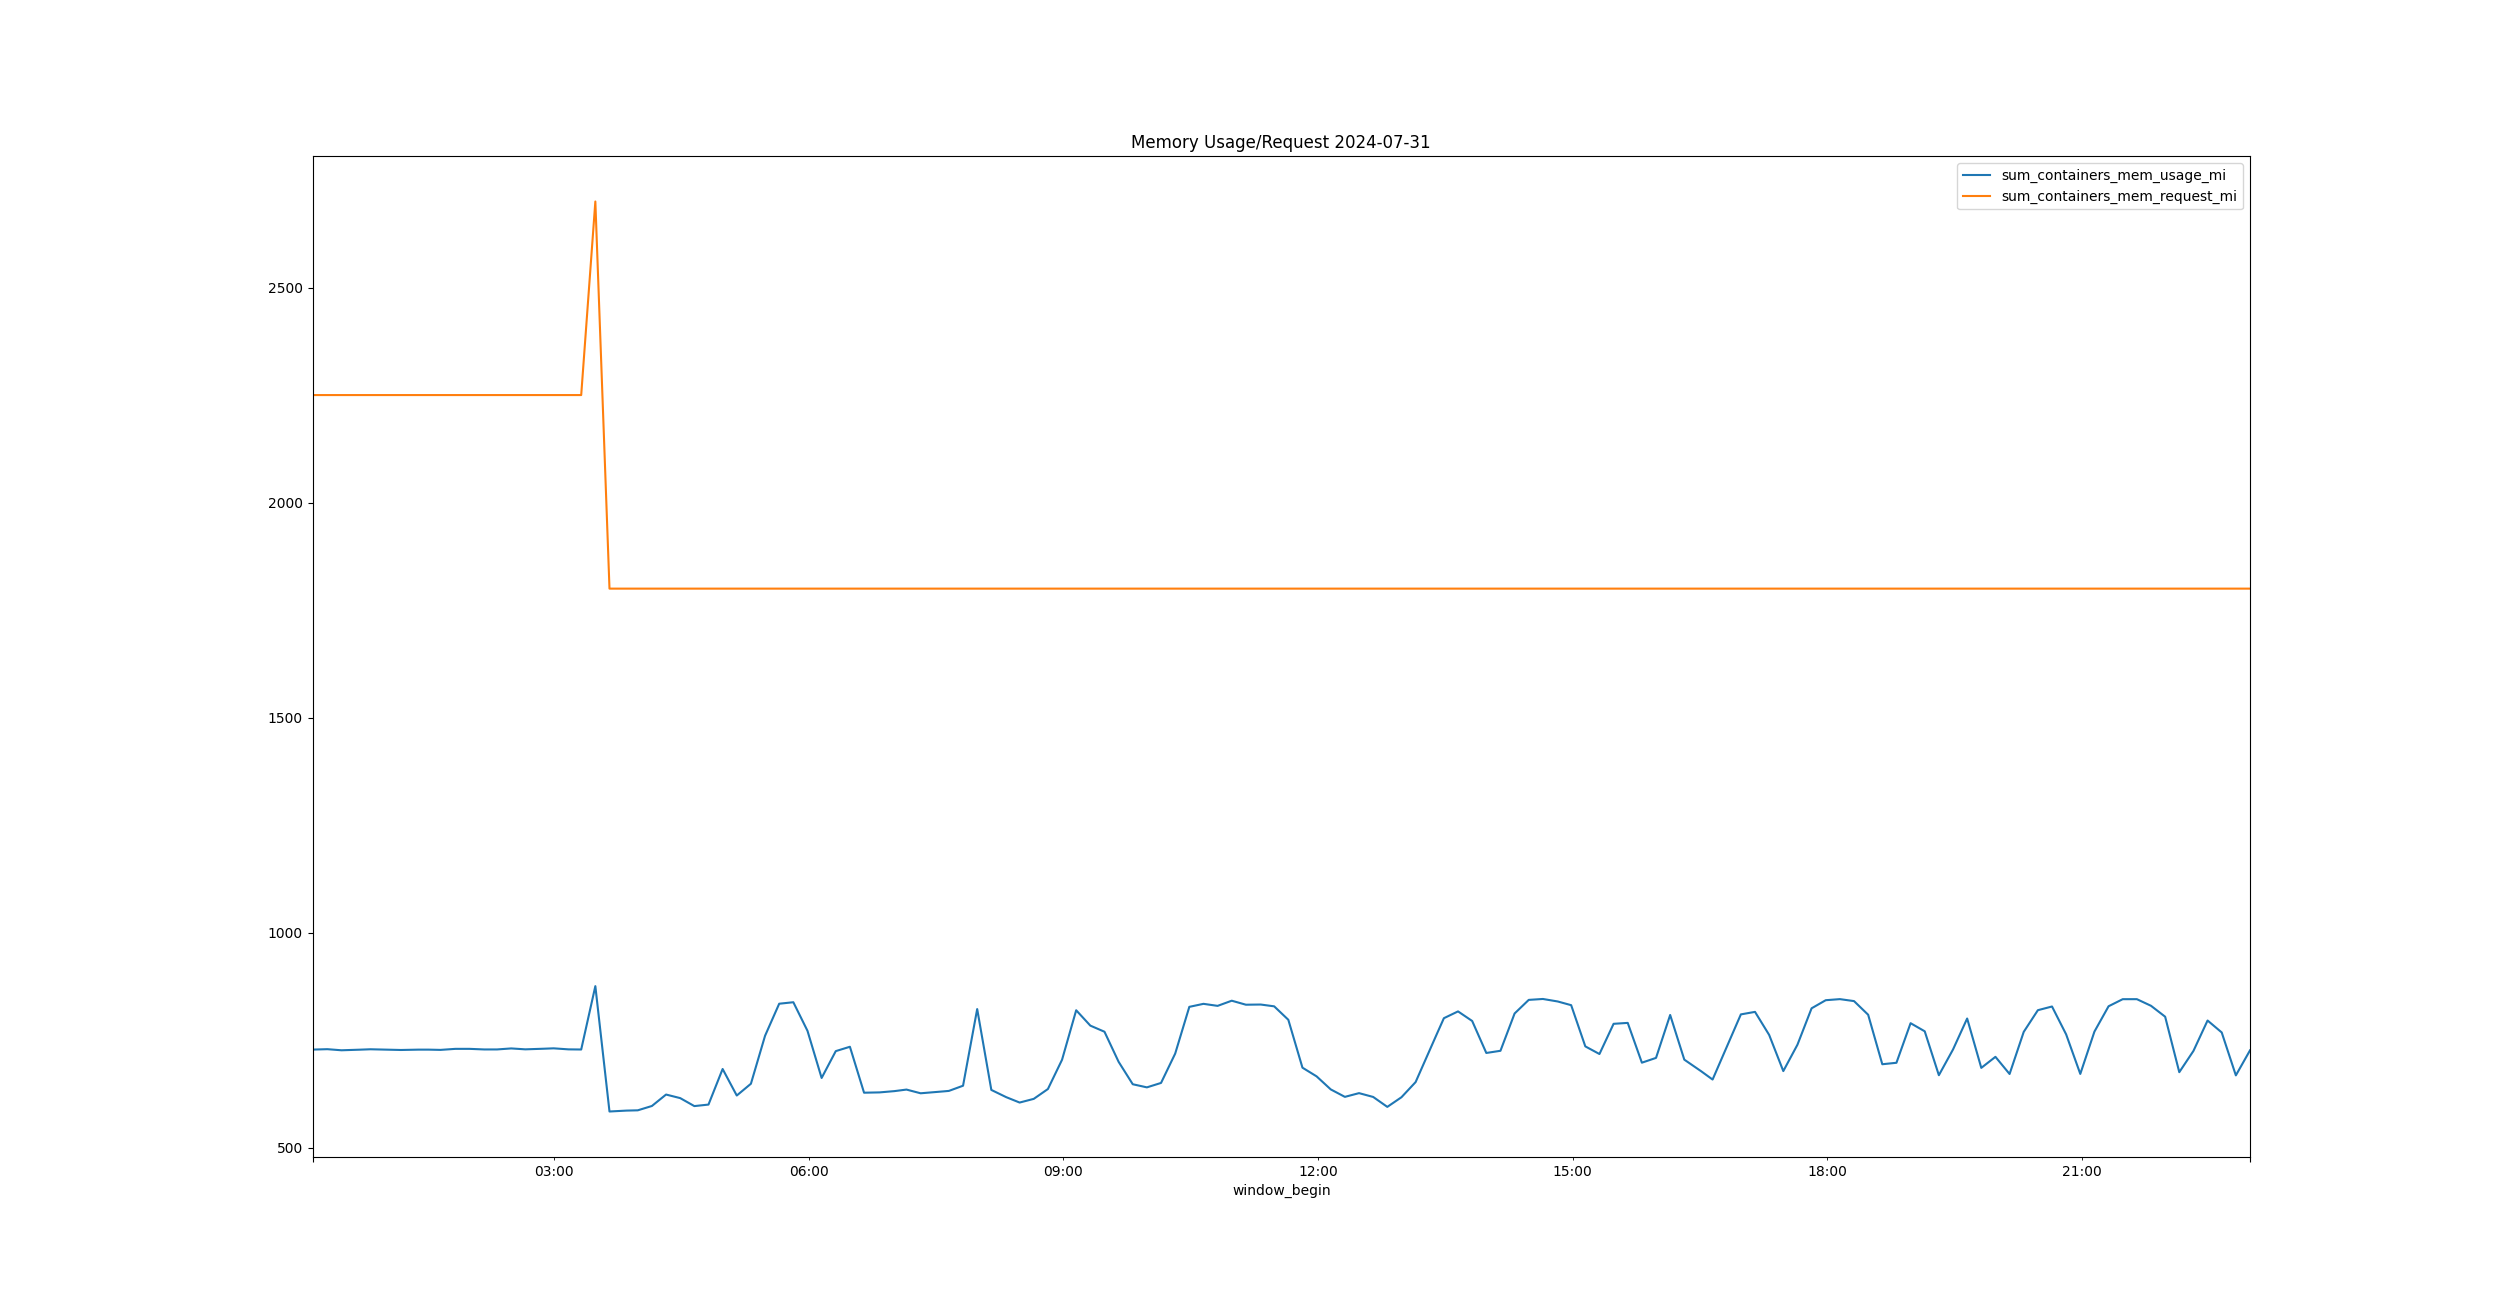 Memory Usage/Request 2024-07-31
sum_containers_mem_usage_mi
sum_containers_mem_request_mi
2500
2000
1500
1000
500
03:00 06:00 09:00 12:00 15:00 18:00 21:00
window_begin